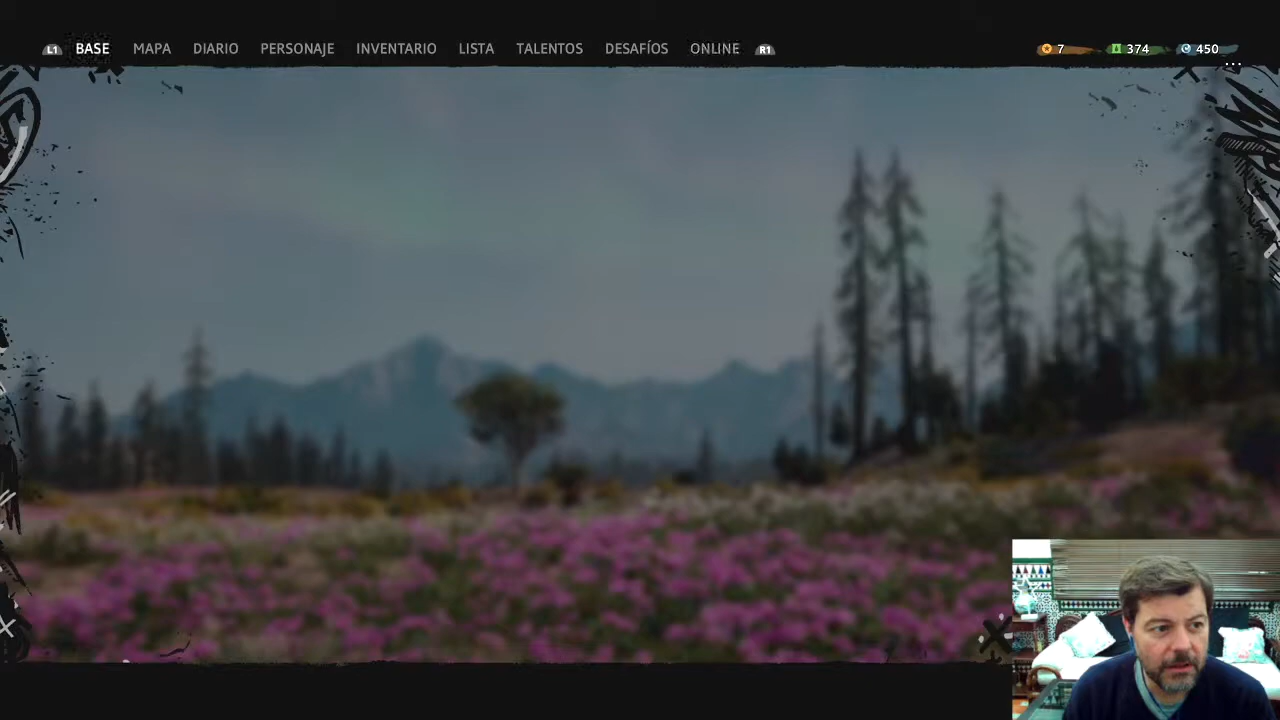 L1 BASE MAPA DIARIO PERSONAJE INVENTARIO LISTA TALENTOS DESAFÍOS ONLINE R1 7 374 450